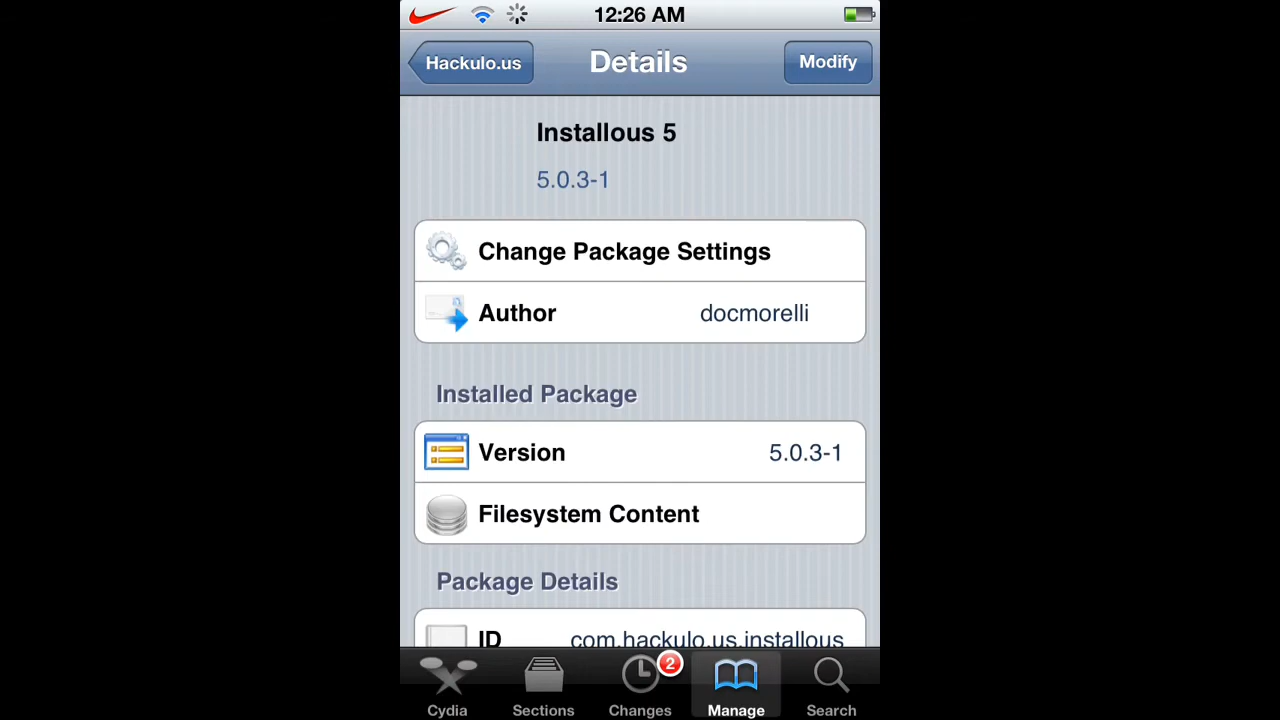 12:26 AM
Hackulo.us
Details
Modify
Installous 5
5.0.3-1
Change Package Settings
Author docmorelli
Installed Package
Version 5.0.3-1
Filesystem Content
Package Details
ID com.hackulo.us.installous
2
Cydia Sections Changes Manage Search